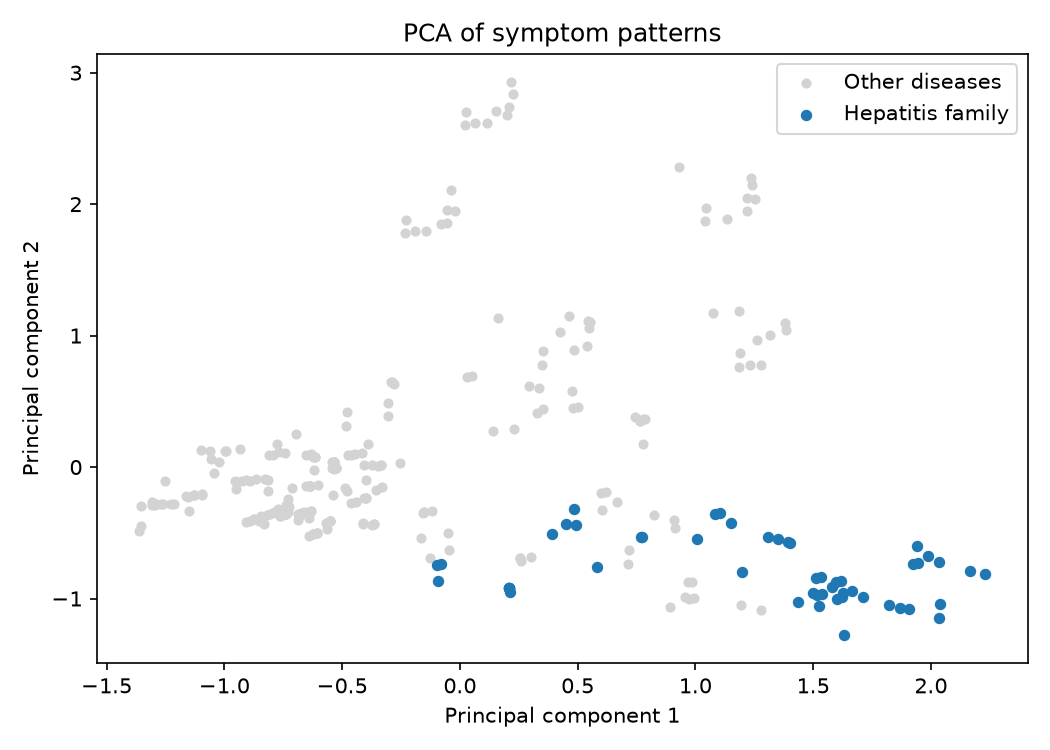 PCA of symptom patterns
Other diseases
Hepatitis family
Principal component 2
3
2
1
0
−1
−1.5
−1.0
−0.5
0.0
0.5
1.0
1.5
2.0
Principal component 1